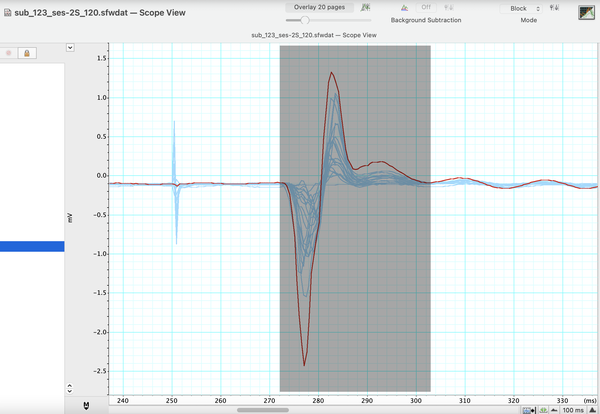 sub_123_ses-2S_120.sfwdat — Scope View
Overlay 20 pages
Off
Background Subtraction
Block
Mode
sub_123_ses-2S_120.sfwdat — Scope View
1.5
1.0
0.5
0.0
-0.5
-1.0
-1.5
-2.0
-2.5
mV
240 250 260 270 280 290 300 310 320 330 (ms)
100 ms